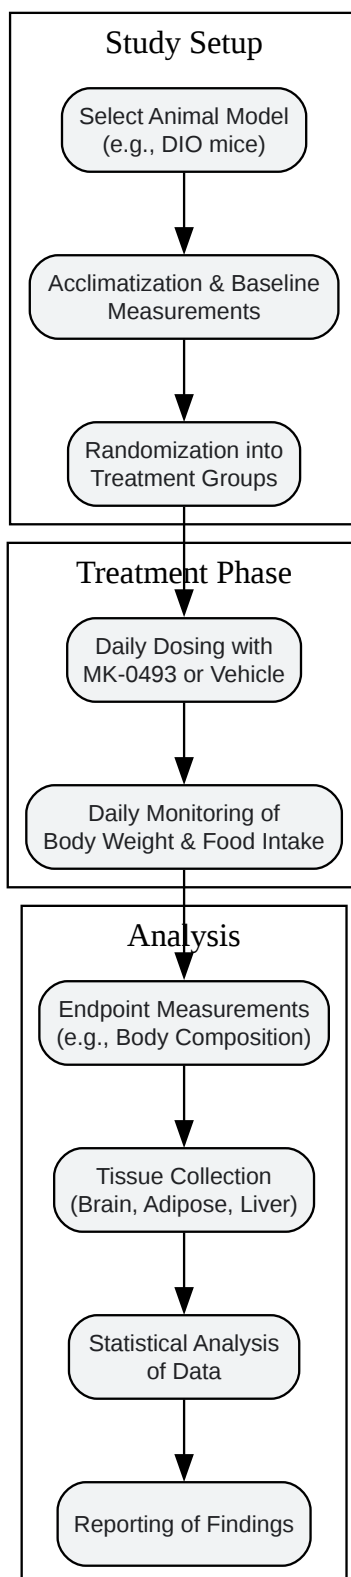 Study Setup
Select Animal Model
(e.g., DIO mice)
Acclimatization & Baseline
Measurements
Randomization into
Treatment Groups
Treatment Phase
Daily Dosing with
MK-0493 or Vehicle
Daily Monitoring of
Body Weight & Food Intake
Analysis
Endpoint Measurements
(e.g., Body Composition)
Tissue Collection
(Brain, Adipose, Liver)
Statistical Analysis
of Data
Reporting of Findings